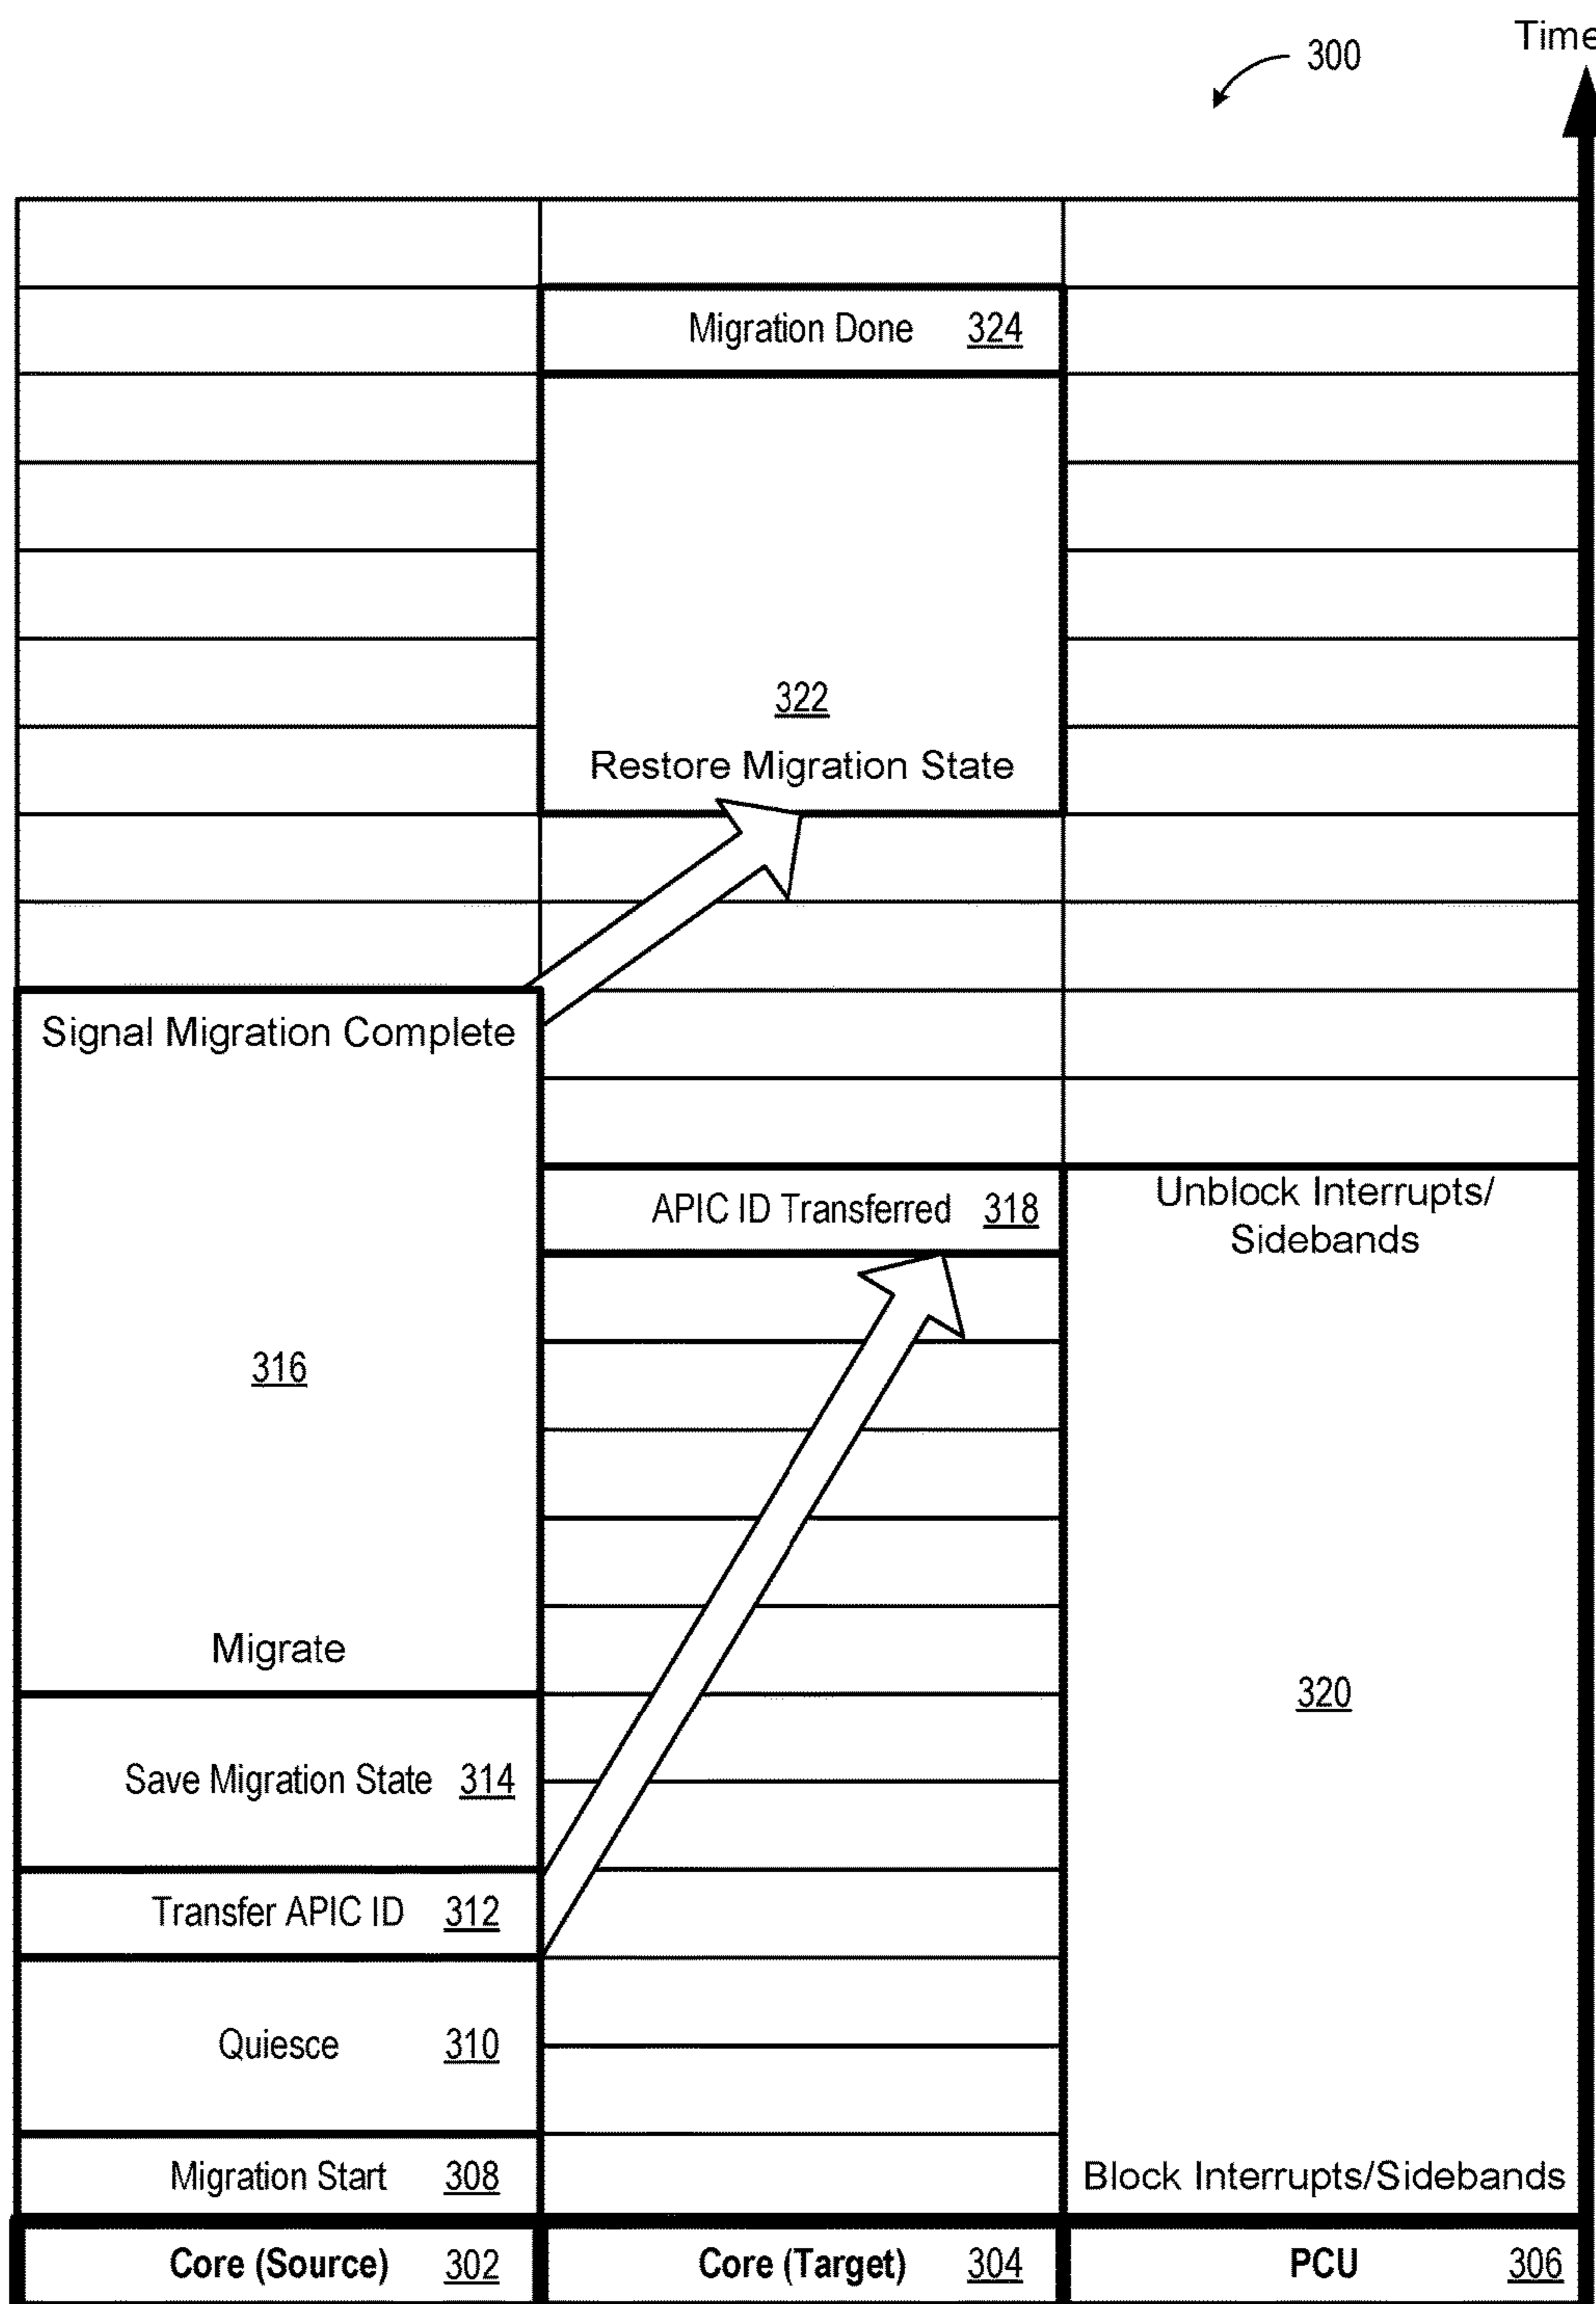 Time
300
Migration Done 324
322
Restore Migration State
Signal Migration Complete
APIC ID Transferred 318
Unblock Interrupts/
Sidebands
316
Migrate
320
Save Migration State 314
Transfer APIC ID 312
Quiesce 310
Migration Start 308
Block Interrupts/Sidebands
Core (Source) 302
Core (Target) 304
PCU 306